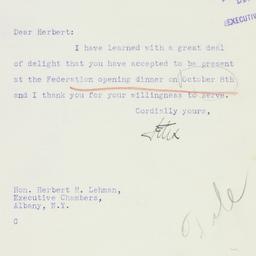 EXECUTIVE
Dear Herbert:
I have learned with a great deal
of delight that you have accepted to be present
at the Federation opening dinner on October 8th
and I thank you for your willingness to serve.
Cordially yours,
Hon. Herbert H. Lehman,
Executive Chambers,
Albany, N.Y.
C
File